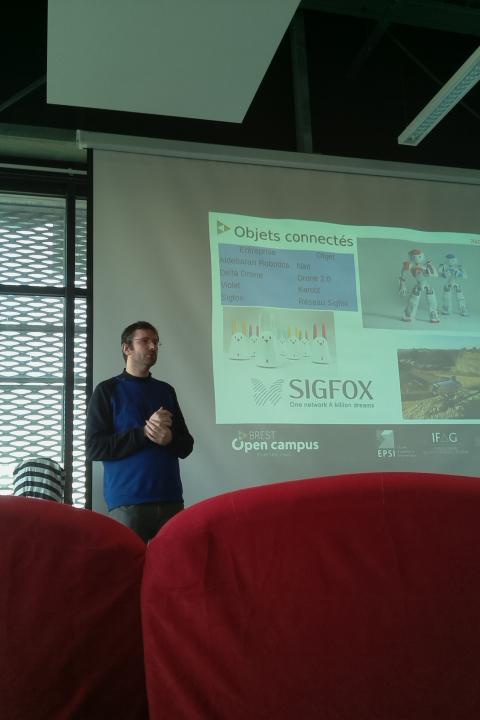 Objets connectés
Entreprise Objet
Aldebaran Robotics Nao
Delta Drone Drone 2.0
Violet Karotz
Sigfox Réseau Sigfox
SIGFOX
One network A billion dreams
BREST
Open campus
EPSI
IFAG